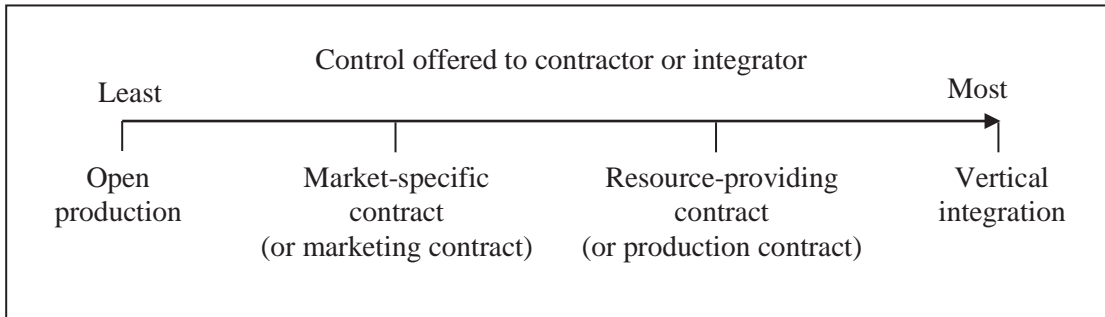 Control offered to contractor or integrator
Least
Most
Open
production
Market-specific
contract
(or marketing contract)
Resource-providing
contract
(or production contract)
Vertical
integration